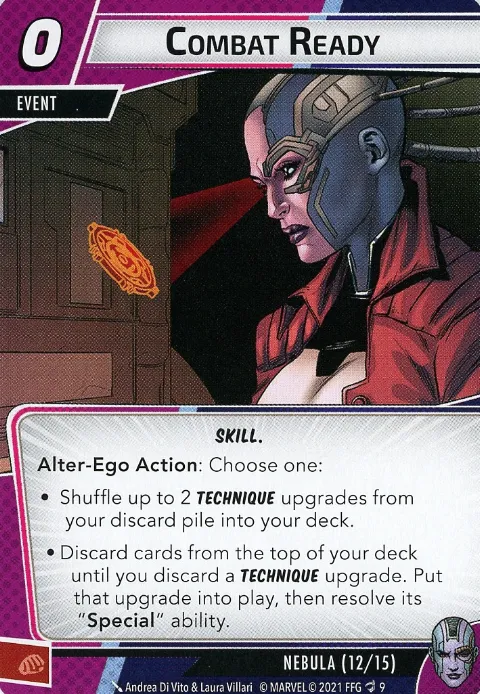 0
COMBAT READY
EVENT
SKILL.
Alter-Ego Action: Choose one:
• Shuffle up to 2 TECHNIQUE upgrades from
your discard pile into your deck.
• Discard cards from the top of your deck
until you discard a TECHNIQUE upgrade. Put
that upgrade into play, then resolve its
"Special" ability.
NEBULA (12/15)
Andrea Di Vito & Laura Villari © MARVEL © 2021 FFG 9